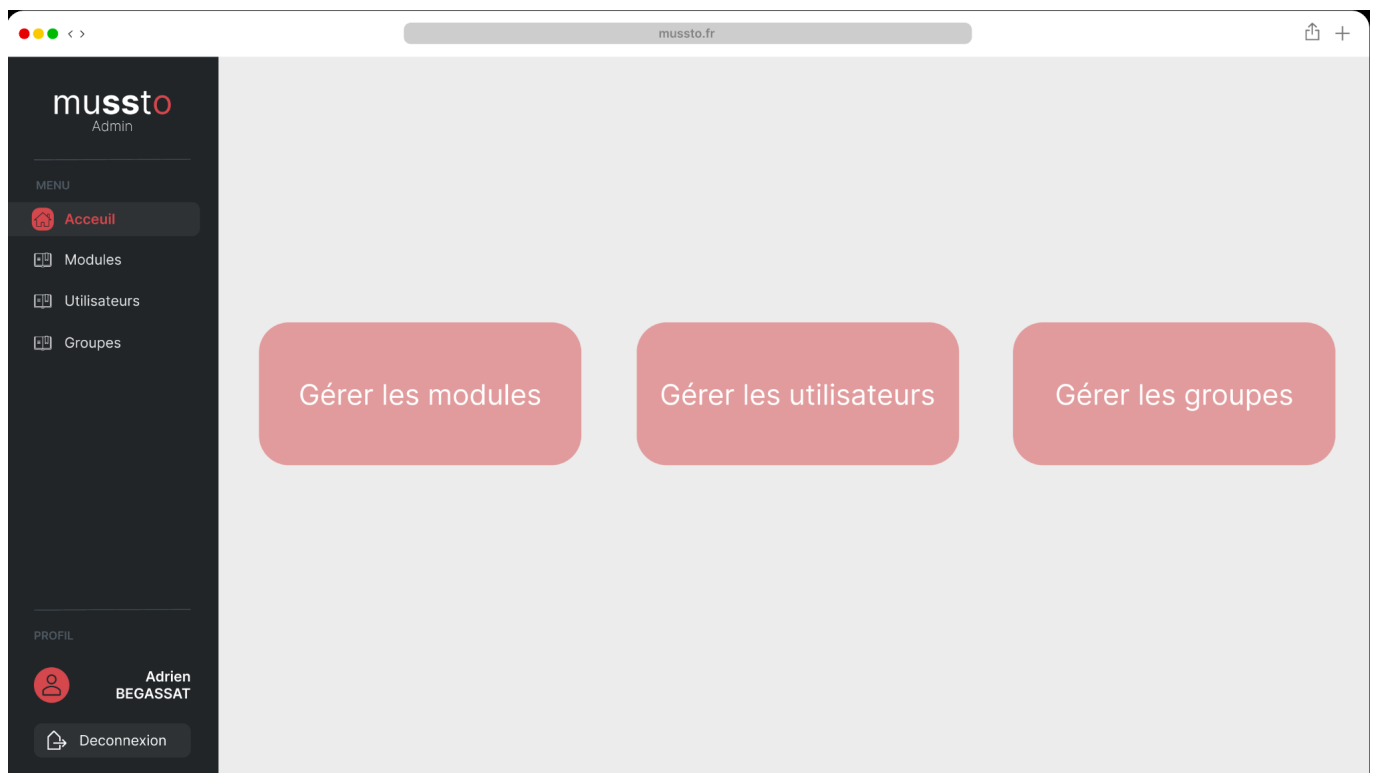 mussto.fr
mussto
Admin
MENU
Acceuil
Modules
Utilisateurs
Groupes
Gérer les modules
Gérer les utilisateurs
Gérer les groupes
PROFIL
Adrien
BEGASSAT
Deconnexion